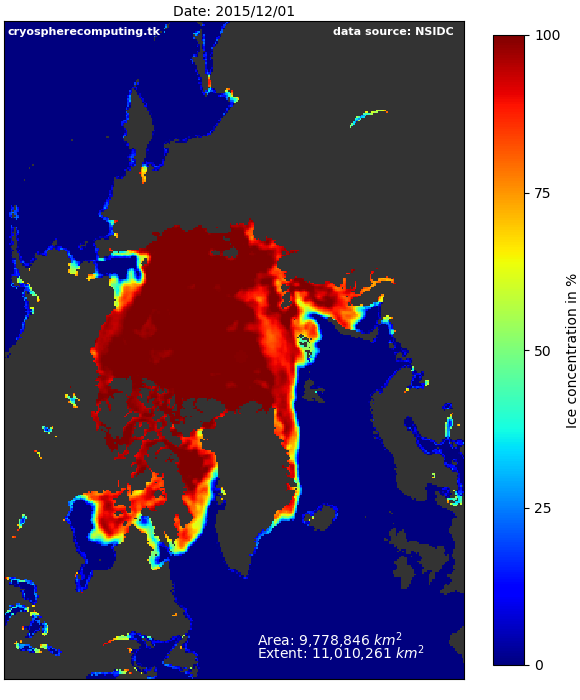 Date: 2015/12/01
cryospherecomputing.tk data source: NSIDC
100
75
50
25
0
Ice concentration in %
Area: 9,778,846 km²
Extent: 11,010,261 km²